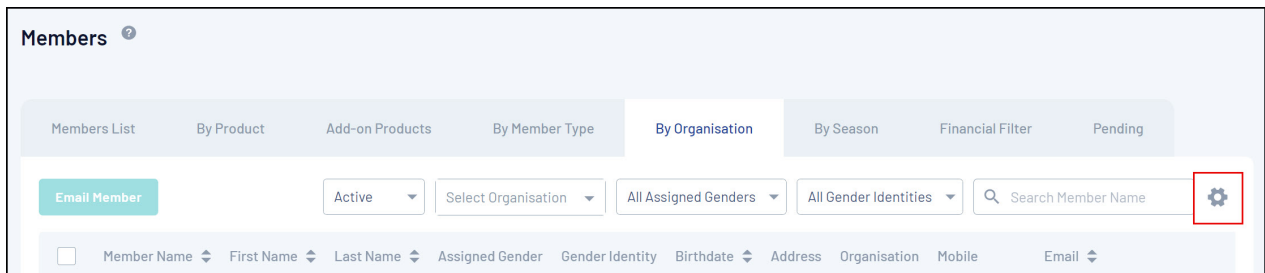 Members ?
Members List By Product Add-on Products By Member Type By Organisation By Season Financial Filter Pending
Email Member Active Select Organisation All Assigned Genders All Gender Identities Search Member Name
Member Name First Name Last Name Assigned Gender Gender Identity Birthdate Address Organisation Mobile Email